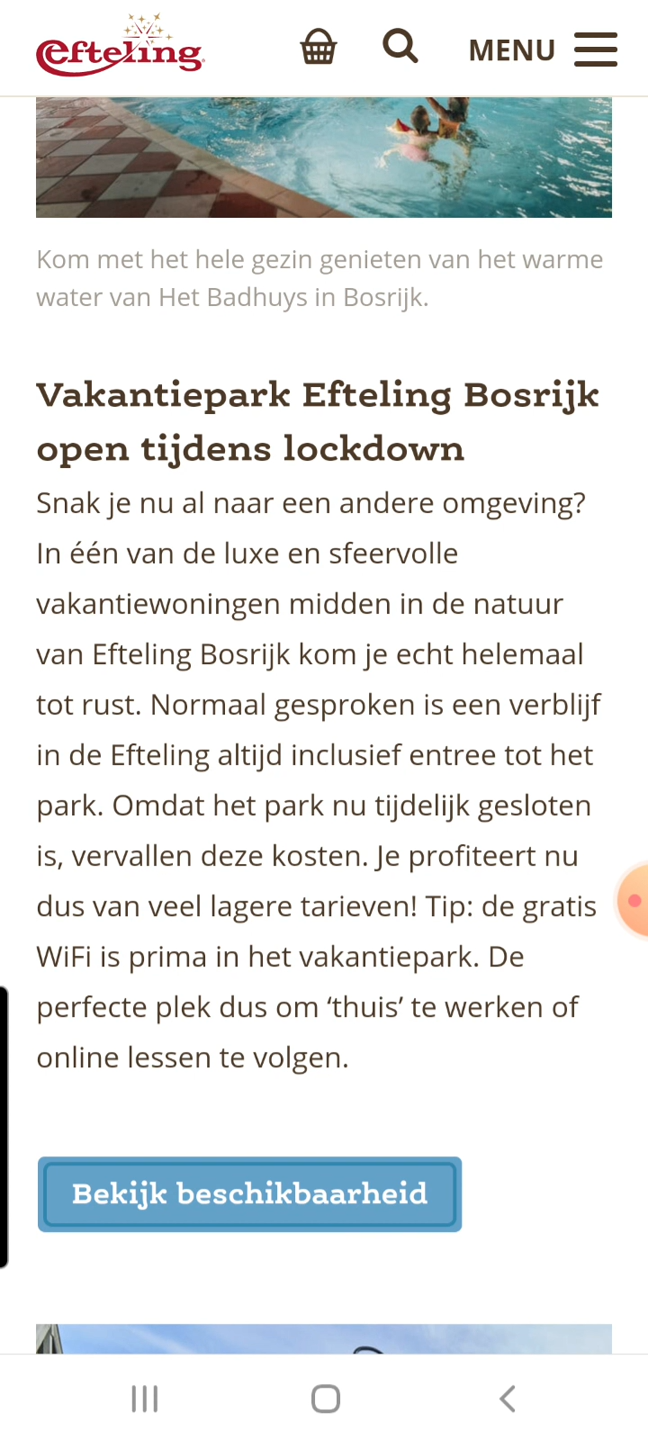 Efteling
MENU
Kom met het hele gezin genieten van het warme
water van Het Badhuys in Bosrijk.
Vakantiepark Efteling Bosrijk
open tijdens lockdown
Snak je nu al naar een andere omgeving?
In één van de luxe en sfeervolle
vakantiewoningen midden in de natuur
van Efteling Bosrijk kom je echt helemaal
tot rust. Normaal gesproken is een verblijf
in de Efteling altijd inclusief entree tot het
park. Omdat het park nu tijdelijk gesloten
is, vervallen deze kosten. Je profiteert nu
dus van veel lagere tarieven! Tip: de gratis
WiFi is prima in het vakantiepark. De
perfecte plek dus om ‘thuis’ te werken of
online lessen te volgen.
Bekijk beschikbaarheid